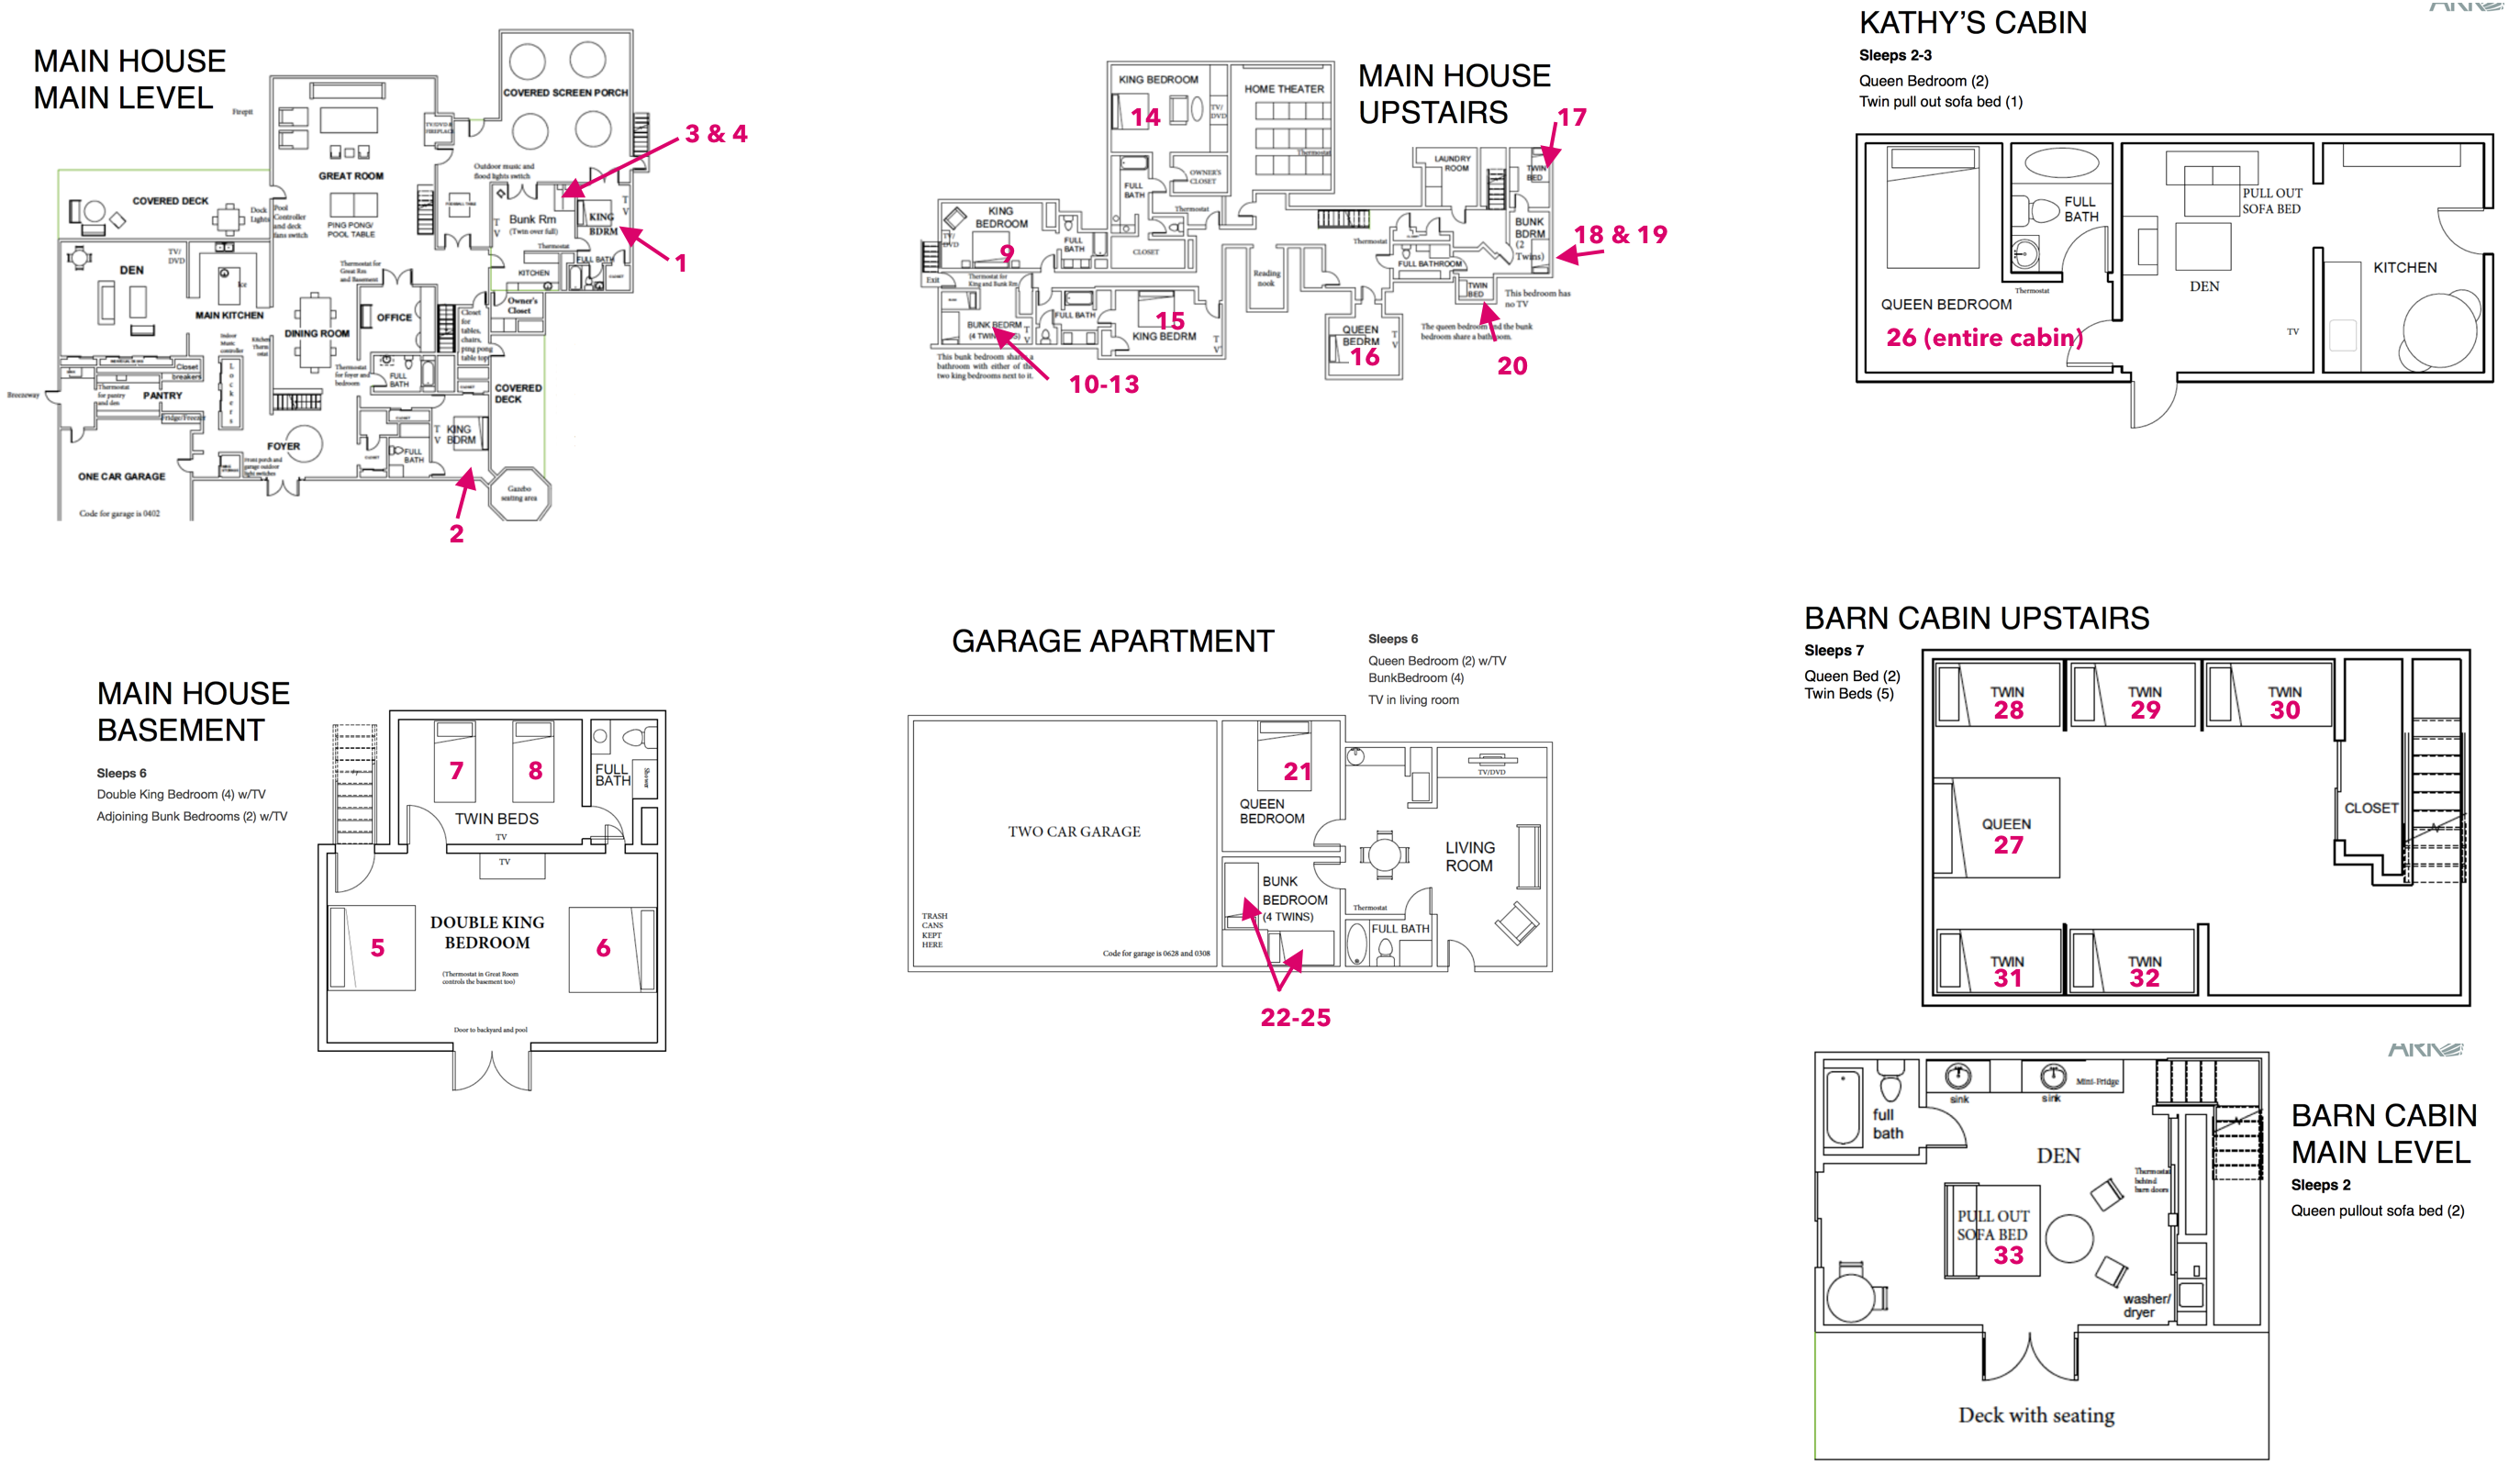 MAIN HOUSE
MAIN LEVEL
Firepit
COVERED SCREEN PORCH
TV/DVD &
FIREPLACE
3 & 4
Outdoor music and
flood lights switch
GREAT ROOM
COVERED DECK
Dock
Lights
Pool
Controller
and deck
fans switch
PING PONG/
POOL TABLE
T
V
Bunk Rm
(Twin over full)
Thermostat
KING
BDRM
T
V
1
FULL BATH
KITCHEN
CLOSET
DEN
TV/
DVD
Ice
MAIN KITCHEN
Thermostat for
Great Rm
and Basement
Owner's
Closet
DINING ROOM
OFFICE
Closet
for
tables,
chairs,
ping pong
table top
Indoor
Music
controller
Kitchen
Therm
ostat
Closet
breakers
Thermostat
for pantry
and den
PANTRY
L
o
c
k
e
r
s
Thermostat
for foyer and
bedroom
FULL
BATH
CLOSET
COVERED
DECK
Breezeway
Fridge/Freezer
FOYER
CLOSET
T
V
KING
BDRM
FULL
BATH
CLOSET
Front porch and
garage outdoor
light switches
ONE CAR GARAGE
Code for garage is 0402
Gazebo
seating area
2
MAIN HOUSE
UPSTAIRS
KING BEDROOM
14
TV/
DVD
HOME THEATER
Thermostat
OWNER'S
CLOSET
FULL
BATH
Thermostat
KING
BEDROOM
TV/
DVD
9
FULL
BATH
CLOSET
Exit
Thermostat for
King and Bunk Rm
BUNK BEDRM
(4 TWINS)
T
V
FULL BATH
15
KING BEDRM
T
V
This bunk bedroom shares a
bathroom with either of the
two king bedrooms next to it.
10-13
Reading
nook
Thermostat
LAUNDRY
ROOM
17
TWIN
BED
BUNK
BDRM
(2
Twins)
18 & 19
FULL BATHROOM
TWIN
BED
This bedroom has
no TV
QUEEN
BEDRM
T
V
16
The queen bedroom and the bunk
bedroom share a bathroom.
20
KATHY'S CABIN
Sleeps 2-3
Queen Bedroom (2)
Twin pull out sofa bed (1)
FULL
BATH
Thermostat
PULL OUT
SOFA BED
DEN
TV
KITCHEN
QUEEN BEDROOM
26 (entire cabin)
MAIN HOUSE
BASEMENT
Sleeps 6
Double King Bedroom (4) w/TV
Adjoining Bunk Bedrooms (2) w/TV
7
8
FULL
BATH
Shower
TWIN BEDS
TV
TV
DOUBLE KING
BEDROOM
5
6
(Thermostat in Great Room
controls the basement too)
Door to backyard and pool
GARAGE APARTMENT
Sleeps 6
Queen Bedroom (2) w/TV
BunkBedroom (4)
TV in living room
TWO CAR GARAGE
TRASH
CANS
KEPT
HERE
Code for garage is 0628 and 0308
21
QUEEN
BEDROOM
TV/DVD
LIVING
ROOM
BUNK
BEDROOM
(4 TWINS)
Thermostat
FULL BATH
22-25
BARN CABIN UPSTAIRS
Sleeps 7
Queen Bed (2)
Twin Beds (5)
TWIN
28
TWIN
29
TWIN
30
QUEEN
27
CLOSET
TWIN
31
TWIN
32
BARN CABIN
MAIN LEVEL
Sleeps 2
Queen pullout sofa bed (2)
full
bath
sink
sink
Mini-Fridge
DEN
Thermostat
behind
barn doors
PULL OUT
SOFA BED
33
washer/
dryer
Deck with seating